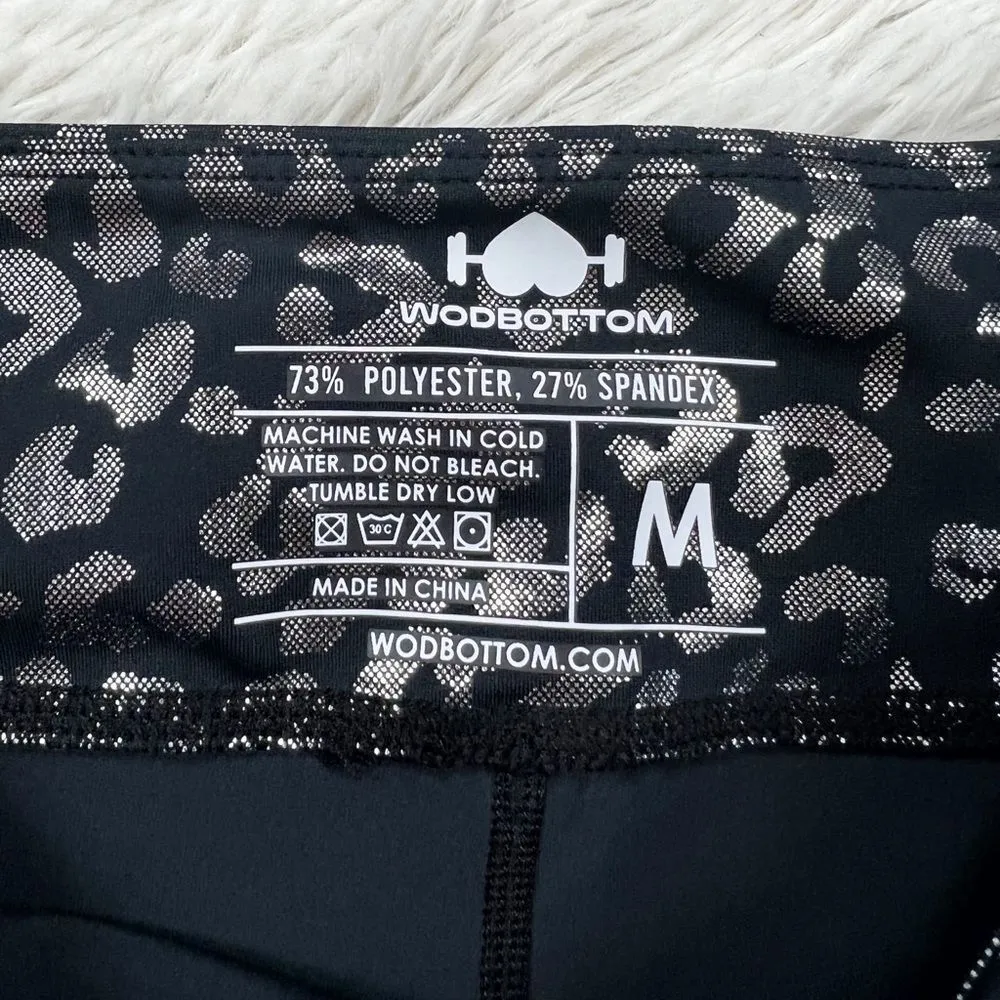 WODBOTTOM
73% POLYESTER, 27% SPANDEX
MACHINE WASH IN COLD
WATER. DO NOT BLEACH.
TUMBLE DRY LOW
30 C
M
MADE IN CHINA
WODBOTTOM.COM